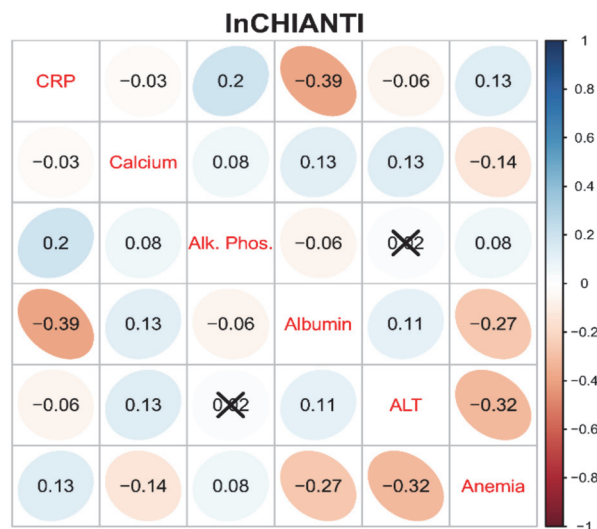 InCHIANTI
CRP −0.03 0.2 −0.39 −0.06 0.13
−0.03 Calcium 0.08 0.13 0.13 −0.14
0.2 0.08 Alk. Phos. −0.06 0.02 0.08
−0.39 0.13 −0.06 Albumin 0.11 −0.27
−0.06 0.13 0.02 0.11 ALT −0.32
0.13 −0.14 0.08 −0.27 −0.32 Anemia
1
0.8
0.6
0.4
0.2
0
−0.2
−0.4
−0.6
−0.8
−1